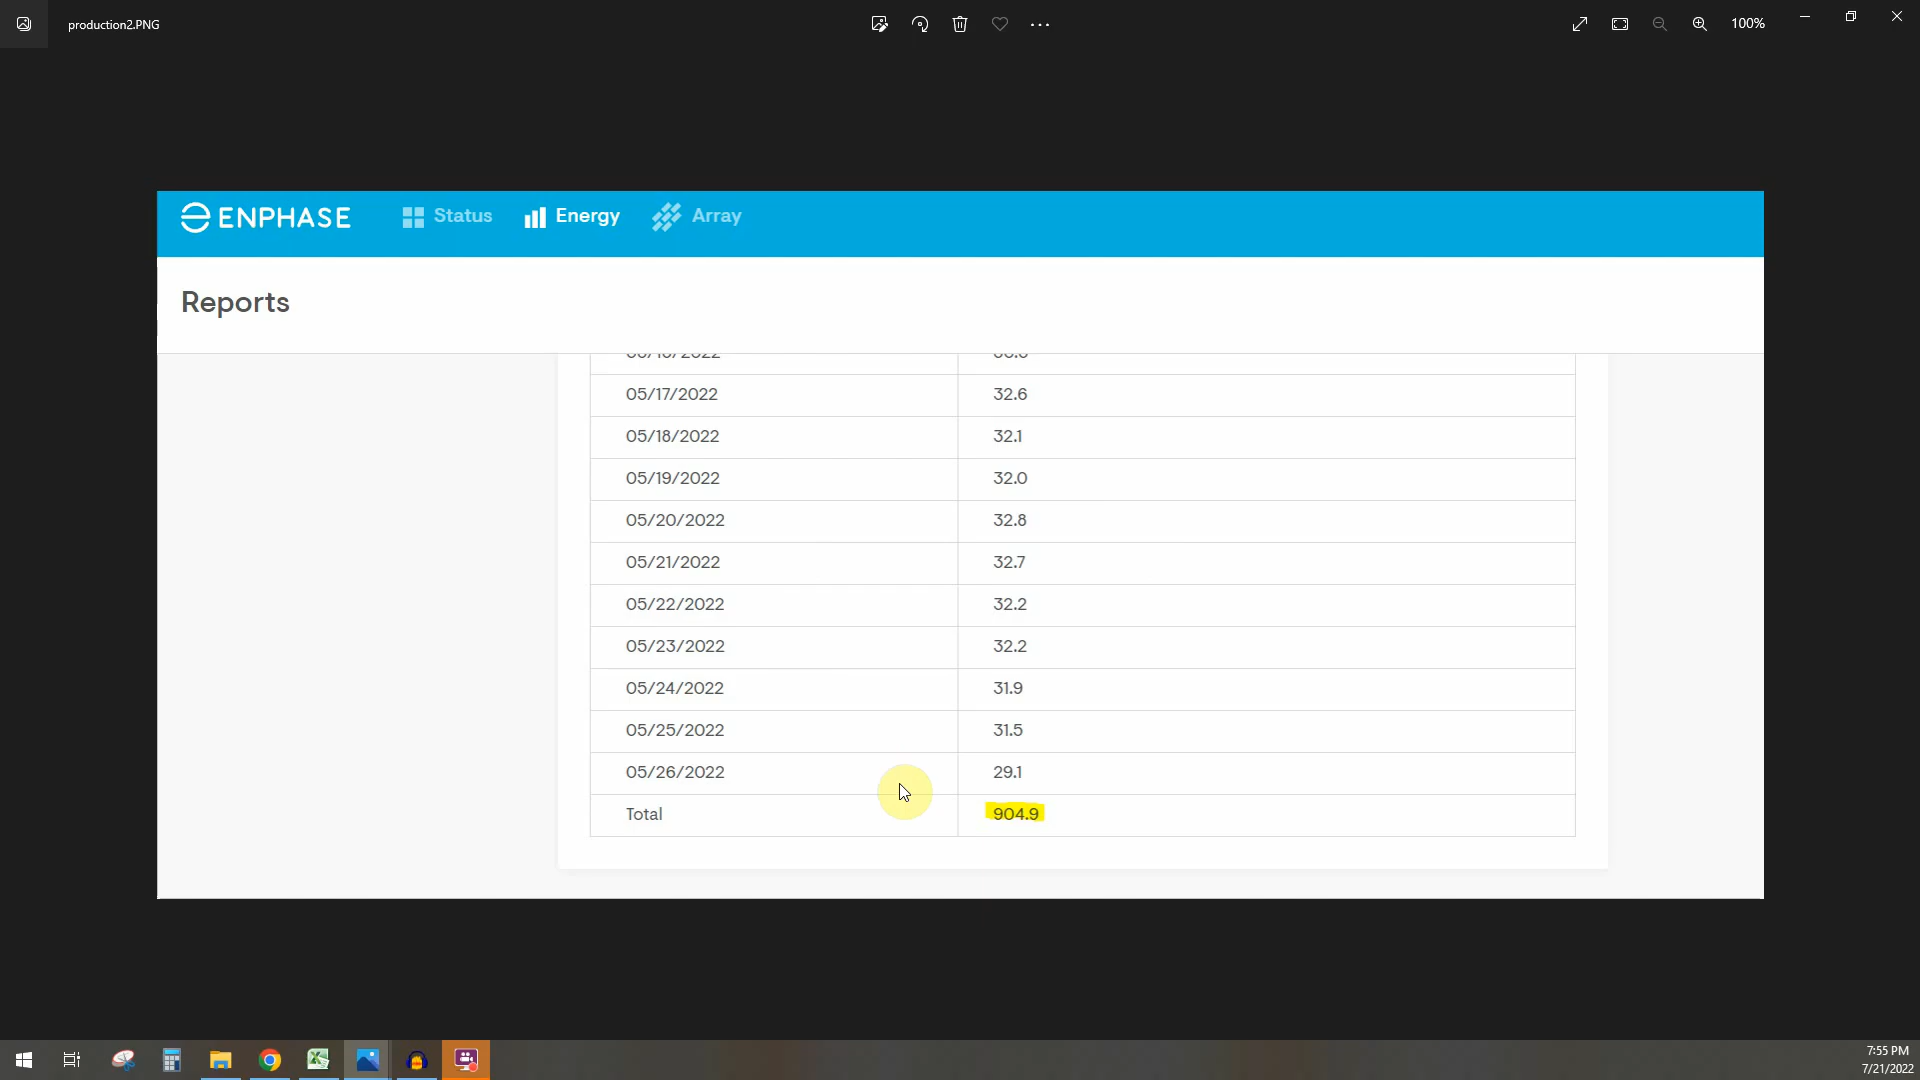 production2.PNG
100%
ENPHASE Status Energy Array
Reports
05/17/2022 32.6
05/18/2022 32.1
05/19/2022 32.0
05/20/2022 32.8
05/21/2022 32.7
05/22/2022 32.2
05/23/2022 32.2
05/24/2022 31.9
05/25/2022 31.5
05/26/2022 29.1
Total 904.9
7:55 PM
7/21/2022